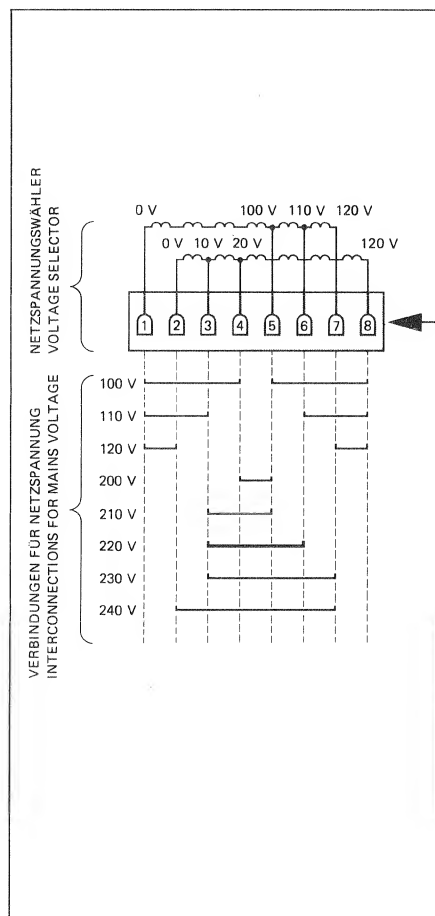 NETZSPANNUNGSWÄHLER
VOLTAGE SELECTOR
0 V
100 V
110 V
120 V
0 V
10 V
20 V
120 V
1 2 3 4 5 6 7 8
VERBINDUNGEN FÜR NETZSPANNUNG
INTERCONNECTIONS FOR MAINS VOLTAGE
100 V
110 V
120 V
200 V
210 V
220 V
230 V
240 V